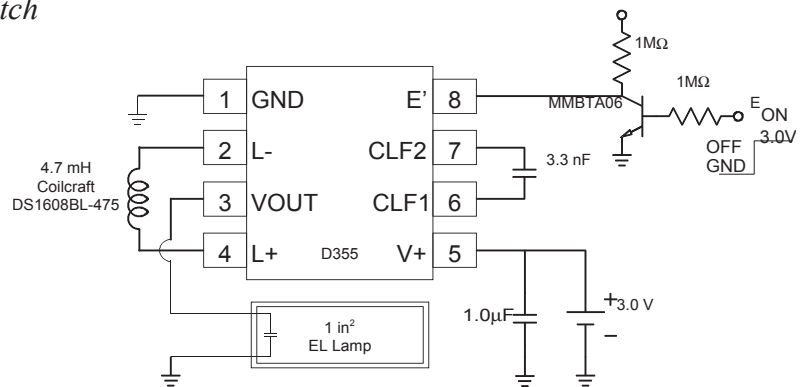 tch
1MΩ
1MΩ
MMBTA06
E
ON
3.0V
OFF
GND
1 GND
E' 8
2 L-
CLF2 7
3.3 nF
4.7 mH
Coilcraft
DS1608BL-475
3 VOUT
CLF1 6
4 L+
D355
V+ 5
1.0μF
+
3.0 V
–
1 in²
EL Lamp